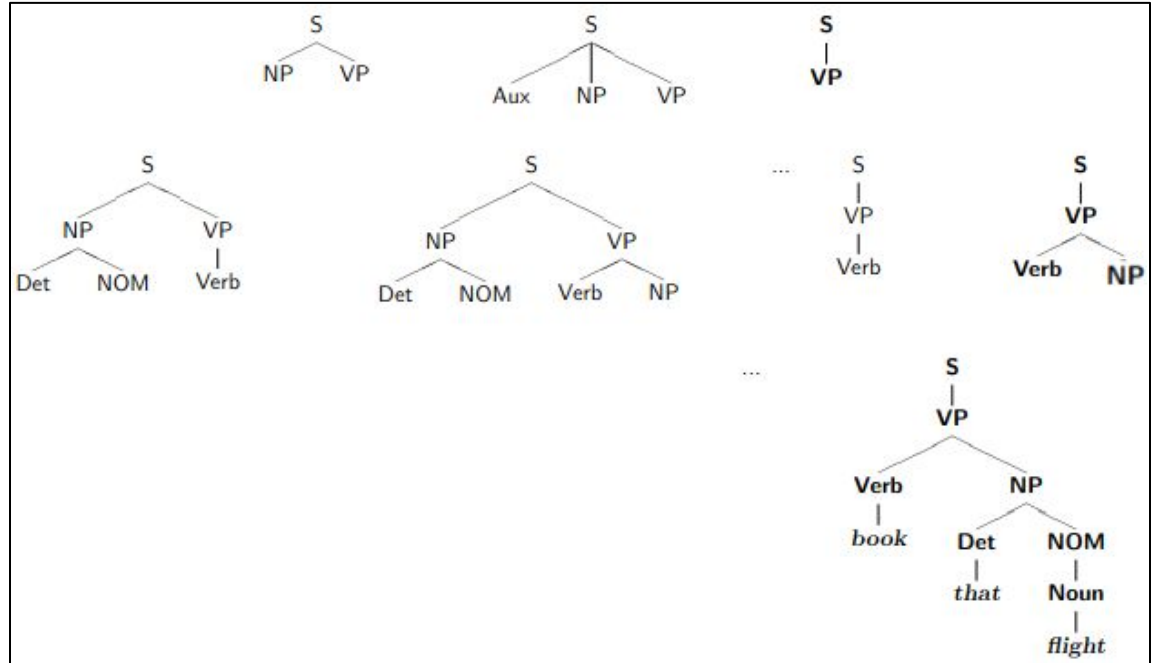 S S S
NP VP Aux NP VP VP
S S ... S S
NP VP NP VP VP VP
Det NOM Verb Det NOM Verb NP Verb Verb NP
... S
VP
Verb NP
book Det NOM
that Noun
flight